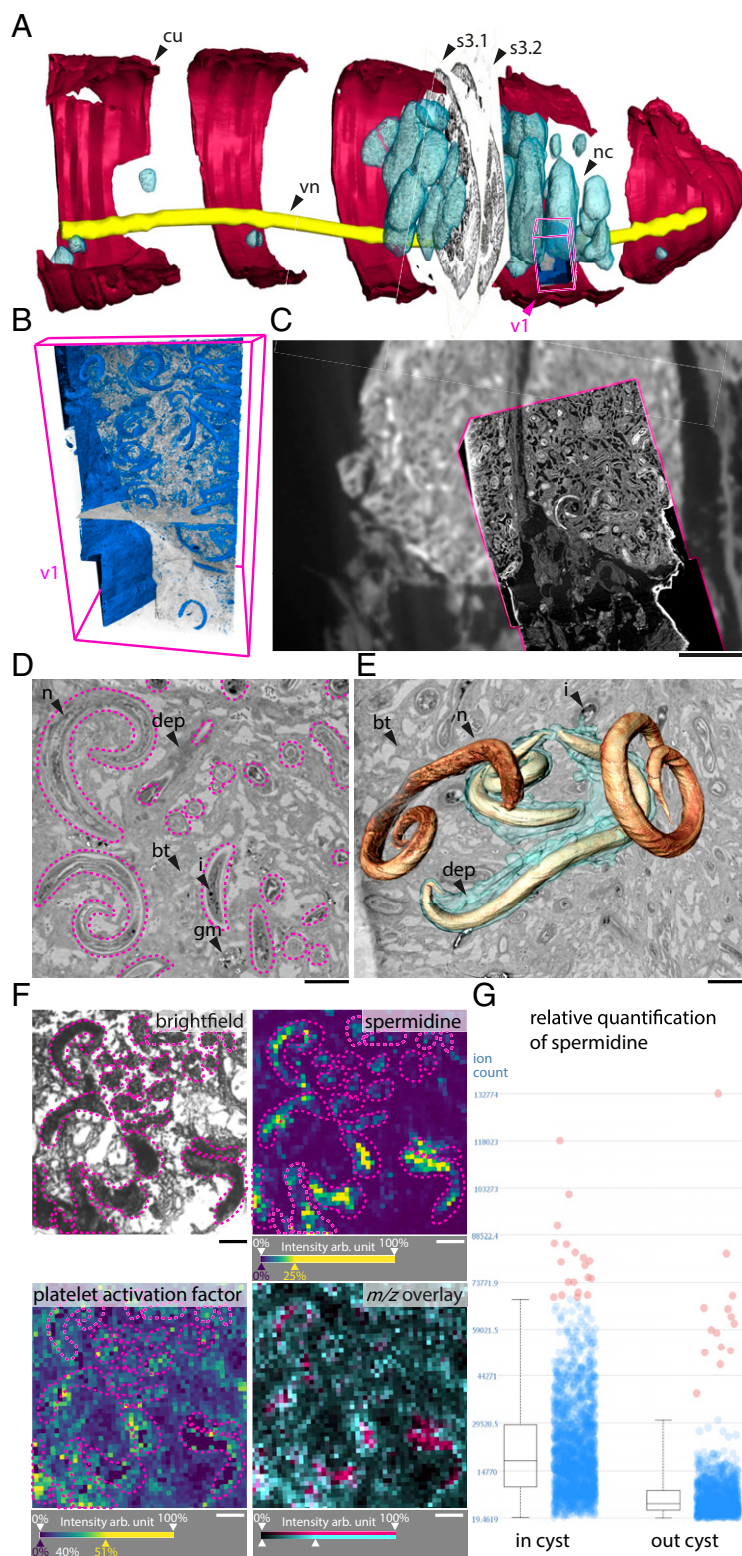 A
cu
s3.1
s3.2
nc
vn
v1
B
C
v1
D
E
n
dep
bt
i
gm
i
n
bt
dep
F
G
brightfield
spermidine
relative quantification
of spermidine
ion
count
132774
118023
103273
88522.4
73771.9
59021.5
44271
29520.5
14770
19.4619
in cyst
out cyst
0% Intensity arb. unit 100%
0% 25%
platelet activation factor
m/z overlay
0% Intensity arb. unit 100%
0% 40% 51%
0% Intensity arb. unit 100%